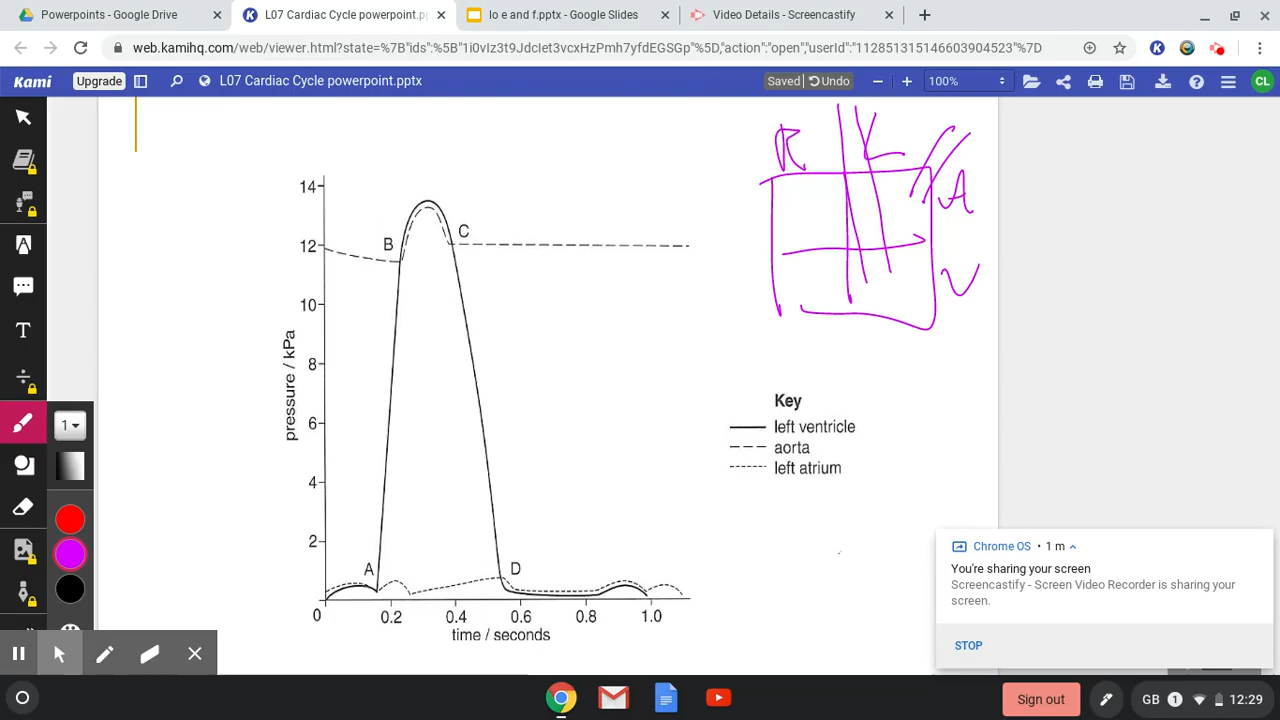 Powerpoints - Google Drive
L07 Cardiac Cycle powerpoint.pp
lo e and f.pptx - Google Slides
Video Details - Screencastify
web.kamihq.com/web/viewer.html?state=%7B"ids":%5B"
"%5D,"action":"open","userId":"112851315146603904523"%7D
Kami
Upgrade
L07 Cardiac Cycle powerpoint.pptx
Saved
Undo
100%
CL
R
L
A
V
14
12
10
8
6
4
2
0
B
C
A
D
pressure / kPa
0.2
0.4
0.6
0.8
1.0
time / seconds
Key
left ventricle
aorta
left atrium
T
1
Chrome OS • 1 m
You're sharing your screen
Screencastify - Screen Video Recorder is sharing your
screen.
STOP
Sign out
GB
1
12:29